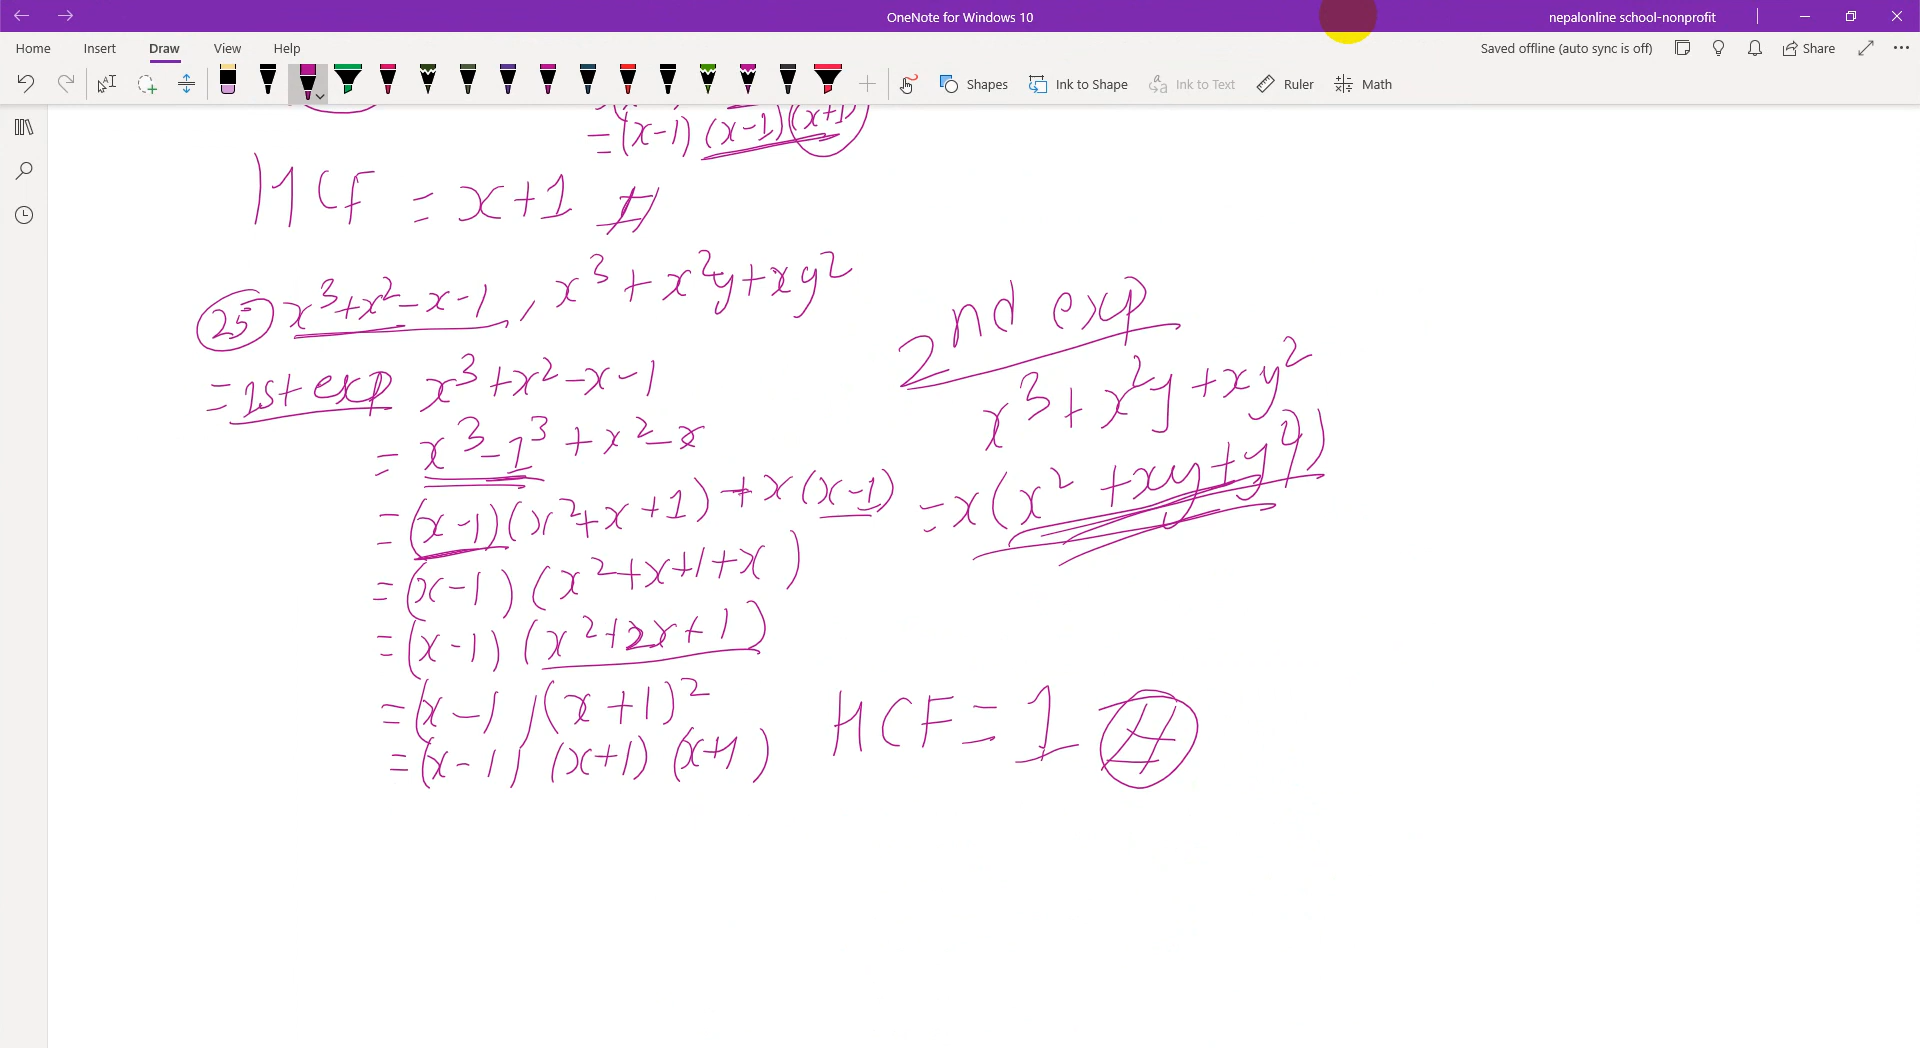 OneNote for Windows 10
nepalonline school-nonprofit
Home Insert Draw View Help
Saved offline (auto sync is off) Share
Shapes Ink to Shape Ink to Text Ruler Math
= (x-1) (x-1) (x+1)
HCF = x+1 #
25 x³+x²-x-1, x³+x²y+xy²
= 1st exp x³+x²-x-1
= x³-1³+x²-x
= (x-1)(x²+x+1)+x(x-1)
= (x-1) (x²+x+1+x)
= (x-1) (x²+2x+1)
= (x-1) (x+1)²
= (x-1) (x+1) (x+1)
2nd exp
x³+x²y+xy²
= x(x²+xy+y²)
HCF = 1 #